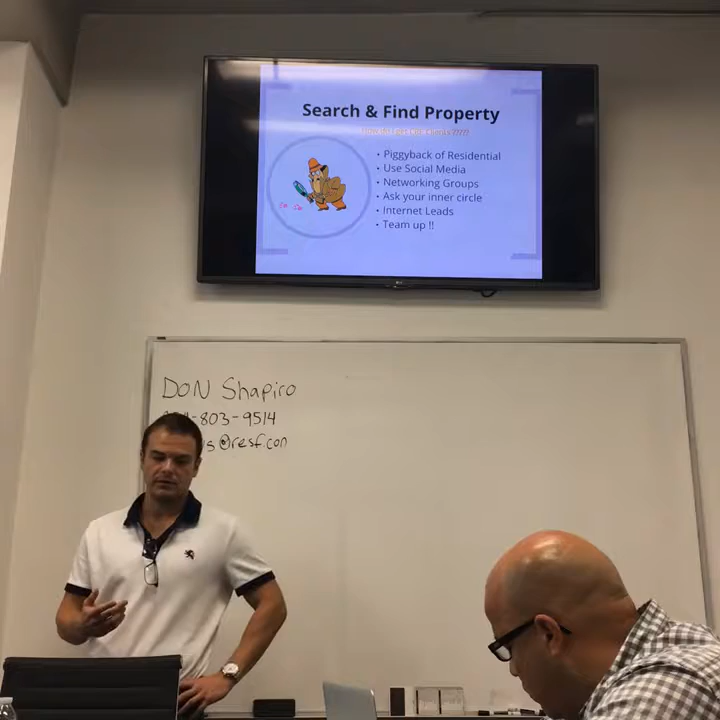 Search & Find Property
• Piggyback of Residential
• Use Social Media
• Networking Groups
• Ask your inner circle
• Internet Leads
• Team up !!
DON Shapiro
-803-9514
s@resf.com